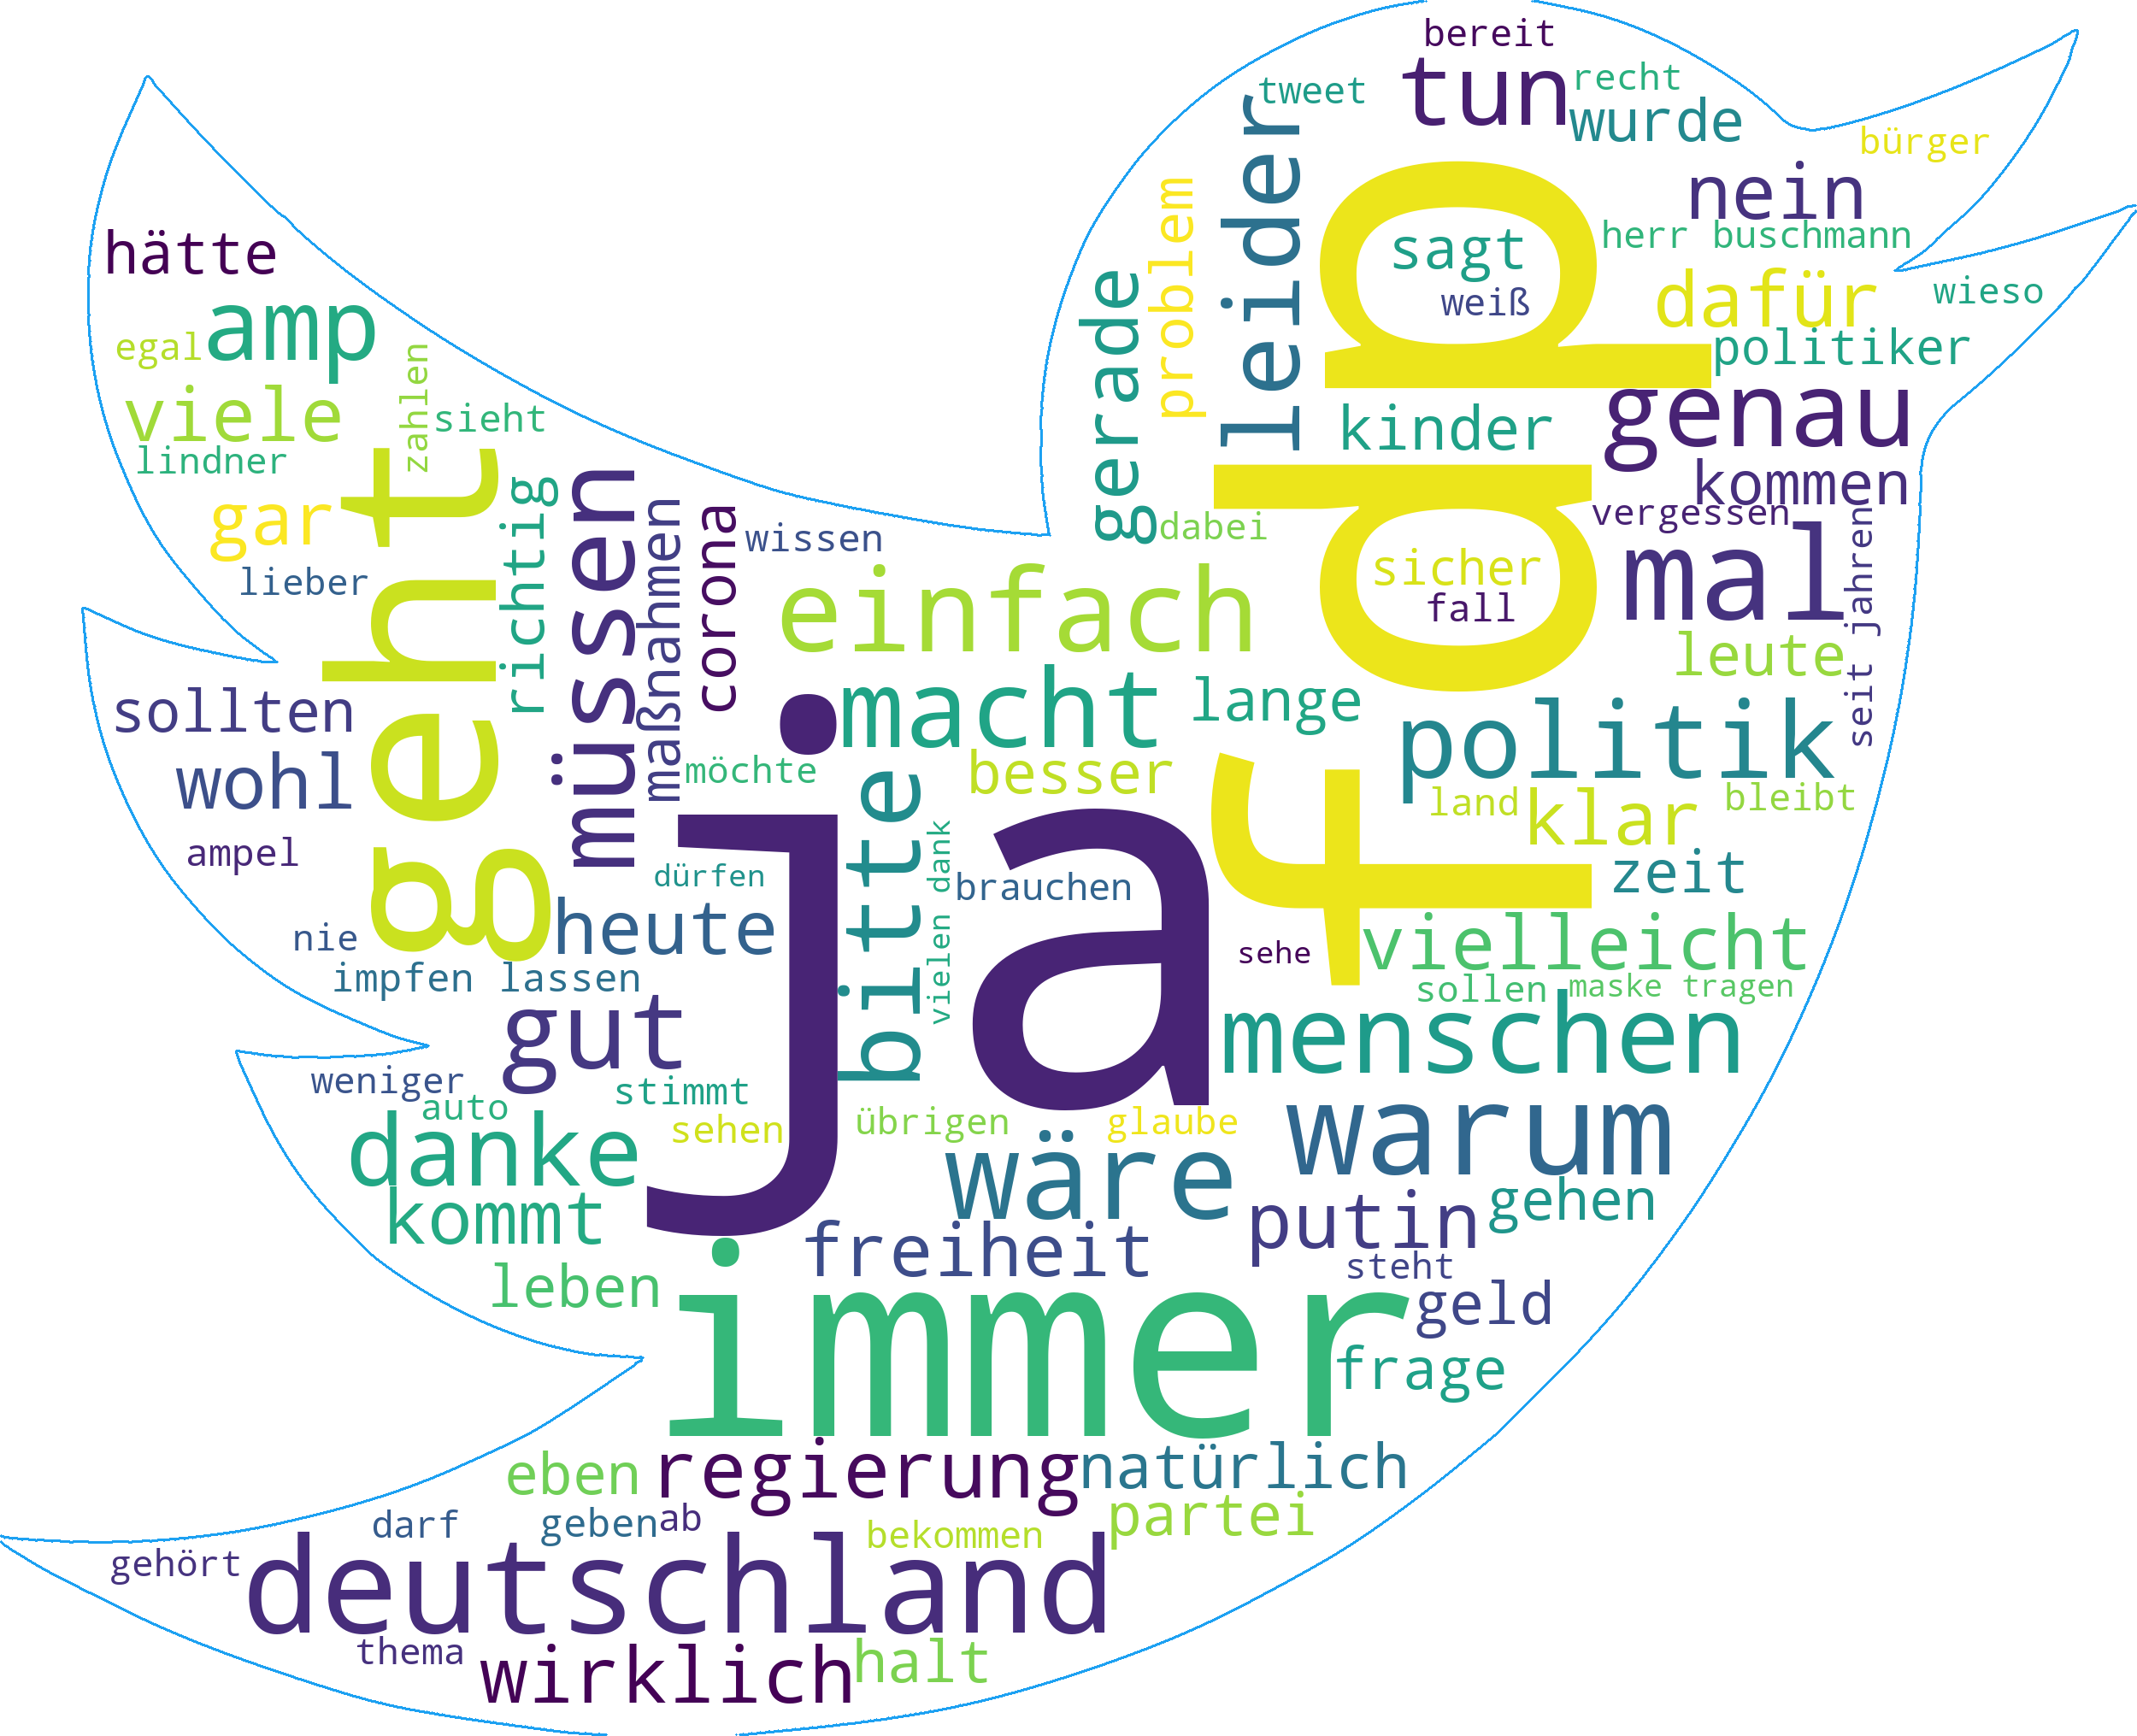 bereit
tun
recht
tweet
wurde
bürger
leider
nein
herr buschmann
hätte
sagt
problem
gerade
fdp
dafür
wieso
weiß
amp
egal
politiker
zahlen
viele
sieht
kinder
genau
lindner
geht
kommen
gar
richtig
müssen
maßnahmen
corona
wissen
dabei
vergessen
seit jahren
lieber
einfach
sicher
fall
mal
leute
sollten
macht
lange
politik
wohl
möchte
besser
land
klar
bleibt
ampel
bitte
vielen dank
dürfen
brauchen
zeit
ja
nie
heute
sehe
vielleicht
impfen lassen
sollen
maske tragen
gut
menschen
weniger
auto
stimmt
danke
sehen
übrigen
glaube
warum
wäre
kommt
putin
gehen
freiheit
steht
leben
geld
immer
frage
eben
regierung
natürlich
darf
geben
ab
bekommen
partei
gehört
deutschland
thema
wirklich
halt